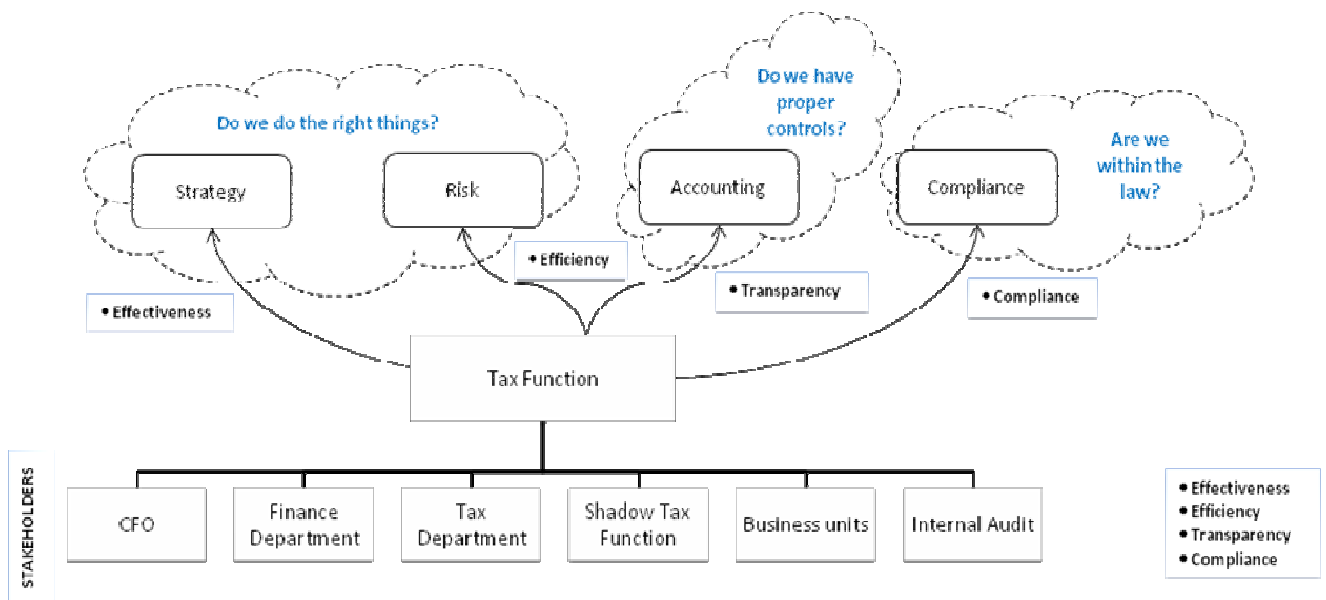 Do we do the right things?
Do we have
proper
controls?
Are we
within the
law?
Strategy
Risk
Accounting
Compliance
• Efficiency
• Effectiveness
• Transparency
• Compliance
Tax Function
STAKEHOLDERS
CFO
Finance
Department
Tax
Department
Shadow Tax
Function
Business units
Internal Audit
• Effectiveness
• Efficiency
• Transparency
• Compliance